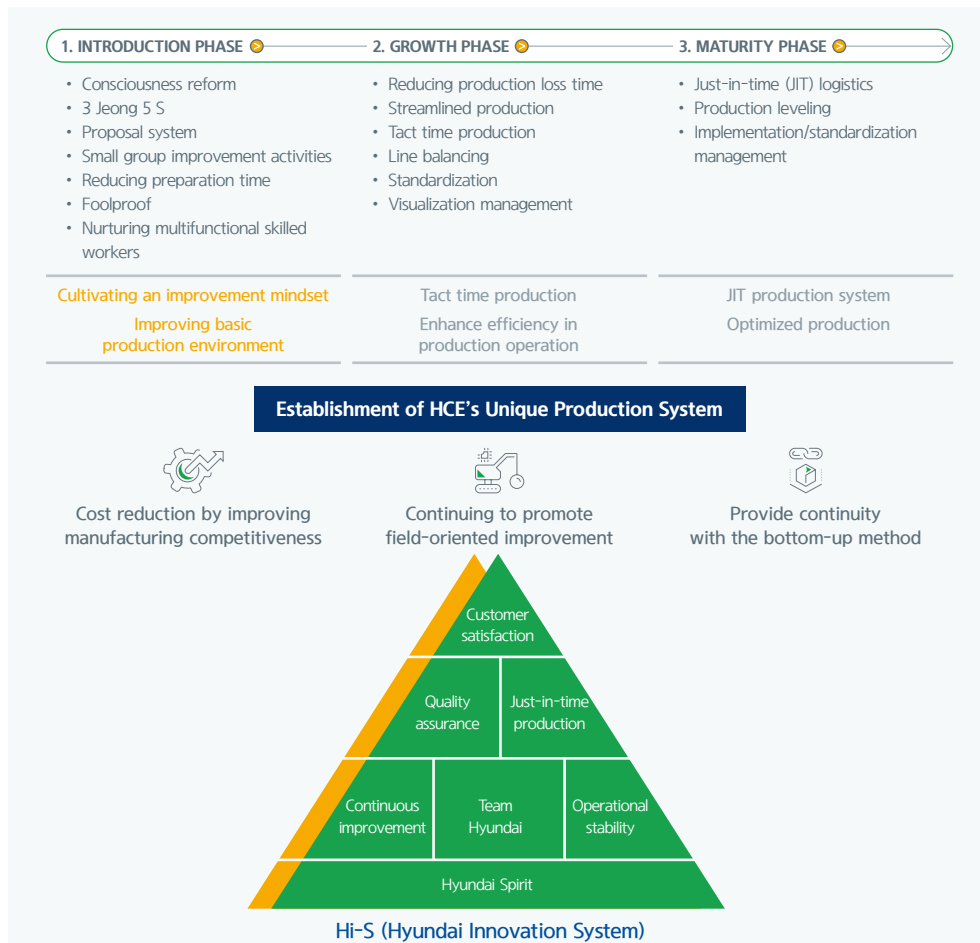 1. INTRODUCTION PHASE
2. GROWTH PHASE
3. MATURITY PHASE
• Consciousness reform
• 3 Jeong 5 S
• Proposal system
• Small group improvement activities
• Reducing preparation time
• Foolproof
• Nurturing multifunctional skilled
workers
• Reducing production loss time
• Streamlined production
• Tact time production
• Line balancing
• Standardization
• Visualization management
• Just-in-time (JIT) logistics
• Production leveling
• Implementation/standardization
management
Cultivating an improvement mindset
Improving basic
production environment
Tact time production
Enhance efficiency in
production operation
JIT production system
Optimized production
Establishment of HCE's Unique Production System
Cost reduction by improving
manufacturing competitiveness
Continuing to promote
field-oriented improvement
Provide continuity
with the bottom-up method
Customer
satisfaction
Quality
assurance
Just-in-time
production
Continuous
improvement
Team
Hyundai
Operational
stability
Hyundai Spirit
Hi-S (Hyundai Innovation System)